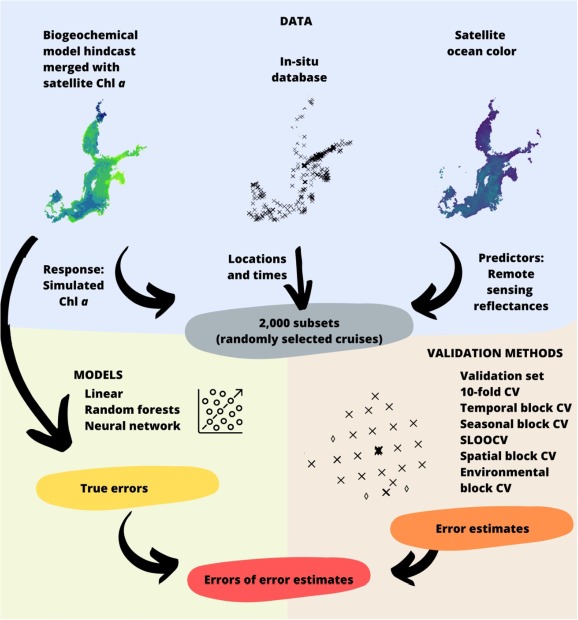 DATA
Biogeochemical
model hindcast
merged with
satellite Chl a
In-situ
database
Satellite
ocean color
Response:
Simulated
Chl a
Locations
and times
Predictors:
Remote
sensing
reflectances
2,000 subsets
(randomly selected cruises)
MODELS
Linear
Random forests
Neural network
VALIDATION METHODS
Validation set
10-fold CV
Temporal block CV
Seasonal block CV
SLOOCV
Spatial block CV
Environmental
block CV
True errors
Error estimates
Errors of error estimates